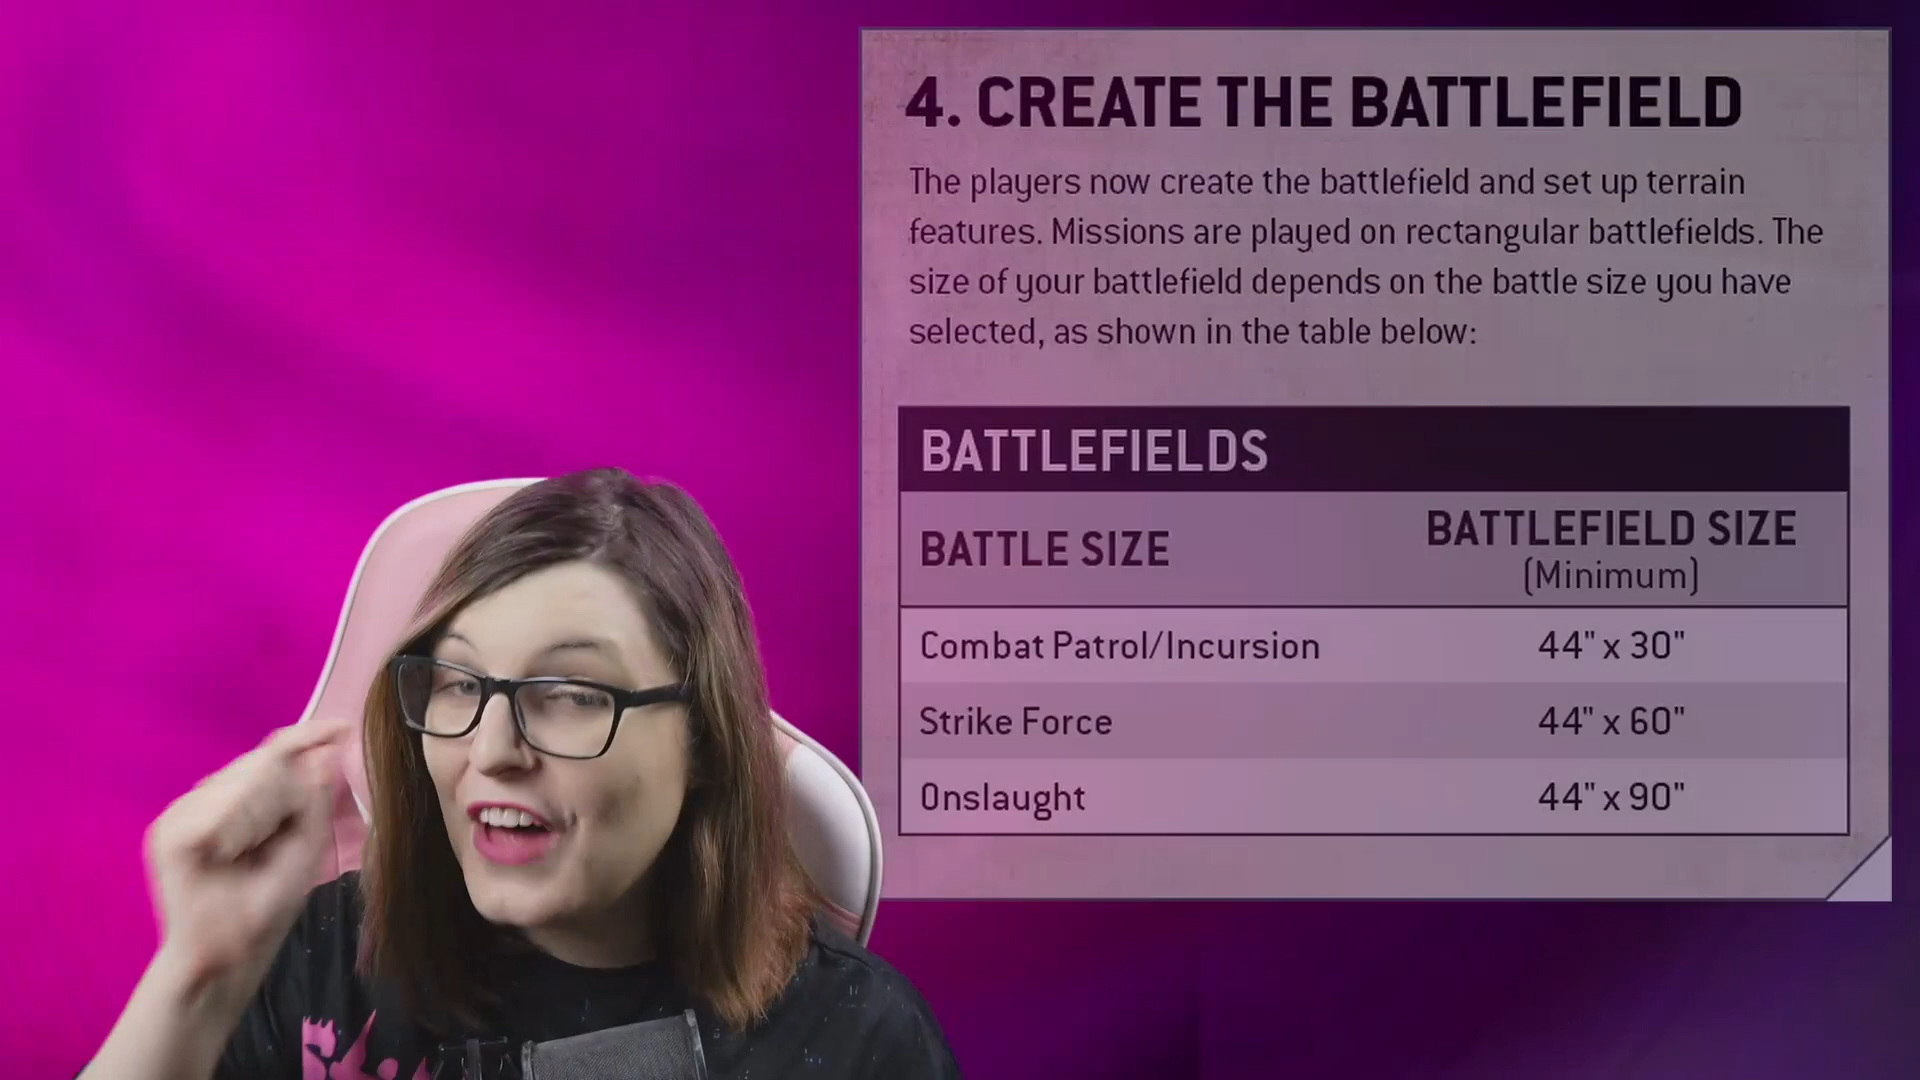 4. CREATE THE BATTLEFIELD
The players now create the battlefield and set up terrain
features. Missions are played on rectangular battlefields. The
size of your battlefield depends on the battle size you have
selected, as shown in the table below:
BATTLEFIELDS
BATTLE SIZE
BATTLEFIELD SIZE
(Minimum)
Combat Patrol/Incursion 44" x 30"
Strike Force 44" x 60"
Onslaught 44" x 90"